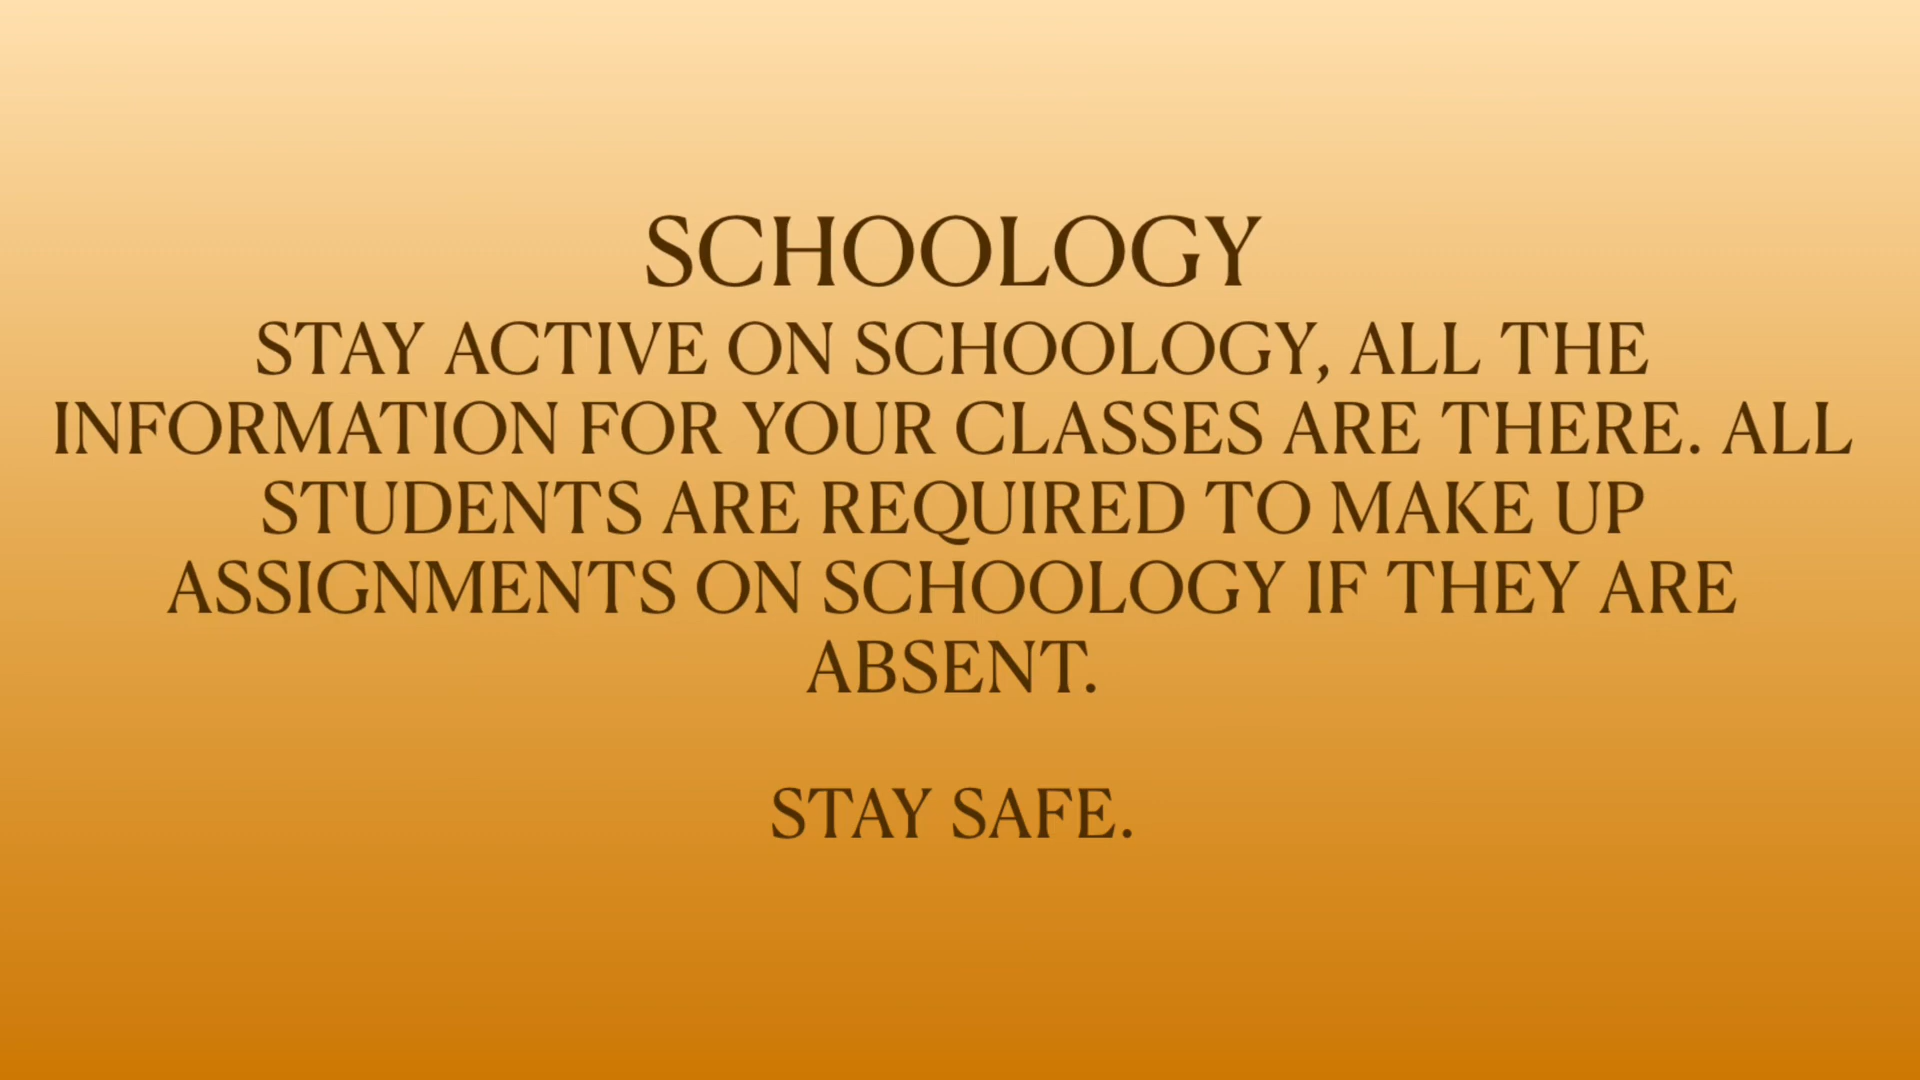 SCHOOLOGY
STAY ACTIVE ON SCHOOLOGY, ALL THE
INFORMATION FOR YOUR CLASSES ARE THERE. ALL
STUDENTS ARE REQUIRED TO MAKE UP
ASSIGNMENTS ON SCHOOLOGY IF THEY ARE
ABSENT.
STAY SAFE.